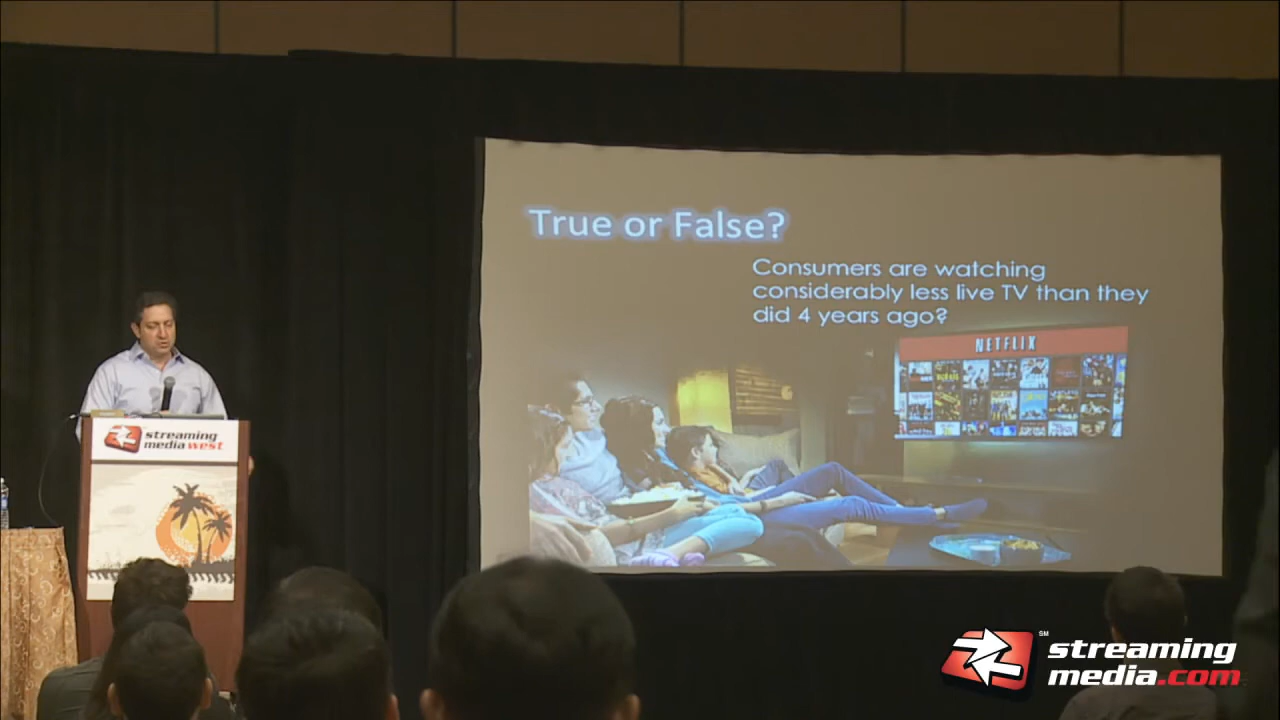 True or False?
Consumers are watching
considerably less live TV than they
did 4 years ago?
NETFLIX
streaming
media west
SM
streaming
media.com